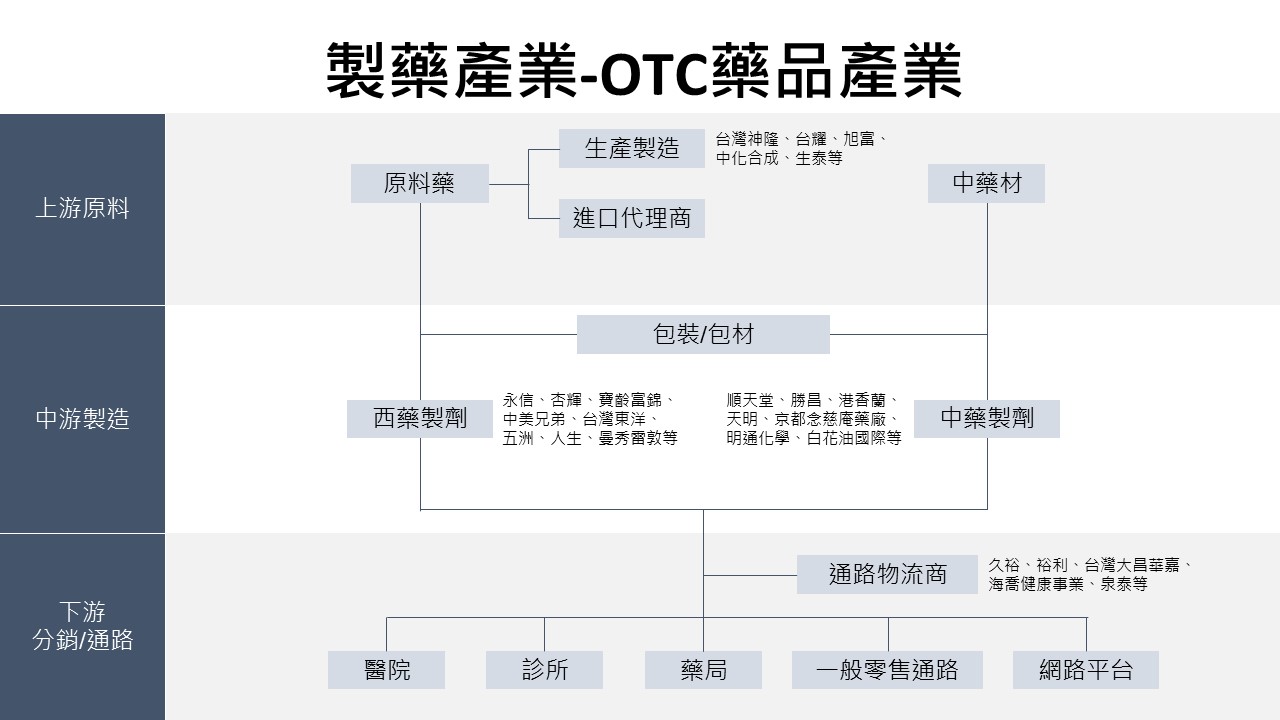 製藥產業-OTC藥品產業
上游原料
原料藥
生產製造
台灣神隆、台耀、旭富、
中化合成、生泰等
進口代理商
中藥材
中游製造
包裝/包材
西藥製劑
永信、杏輝、寶齡富錦、
中美兄弟、台灣東洋、
五洲、人生、曼秀雷敦等
順天堂、勝昌、港香蘭、
天明、京都念慈庵藥廠、
明通化學、白花油國際等
中藥製劑
下游
分銷/通路
通路物流商
久裕、裕利、台灣大昌華嘉、
海喬健康事業、泉泰等
醫院
診所
藥局
一般零售通路
網路平台